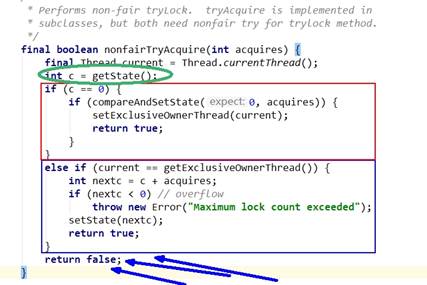 * Performs non-fair tryLock.  tryAcquire is implemented in
* subclasses, but both need nonfair try for trylock method.
*/
final boolean nonfairTryAcquire(int acquires) {
final Thread current = Thread.currentThread();
int c = getState();
if (c == 0) {
if (compareAndSetState( expect: 0, acquires)) {
setExclusiveOwnerThread(current);
return true;
}
}
else if (current == getExclusiveOwnerThread()) {
int nextc = c + acquires;
if (nextc < 0) // overflow
throw new Error("Maximum lock count exceeded");
setState(nextc);
return true;
}
return false;
}